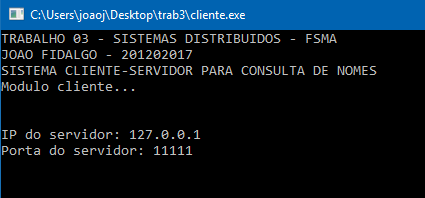 C:\Users\joaoj\Desktop\trab3\cliente.exe
TRABALHO 03 - SISTEMAS DISTRIBUIDOS - FSMA
JOAO FIDALGO - 201202017
SISTEMA CLIENTE-SERVIDOR PARA CONSULTA DE NOMES
Modulo cliente...
IP do servidor: 127.0.0.1
Porta do servidor: 11111